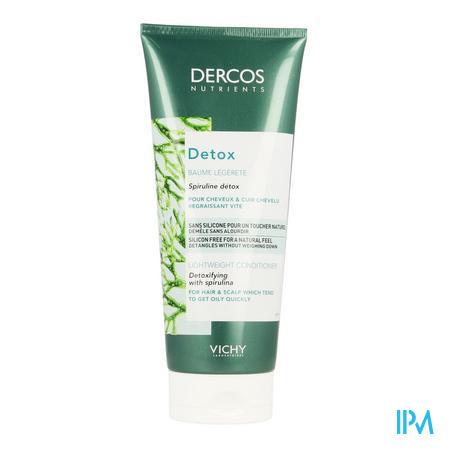 DERCOS
NUTRIENTS
Detox
BAUME LÉGÈRETÉ
Spiruline détox
POUR CHEVEUX & CUIR CHEVELU
REGRAISSANT VITE
SANS SILICONE POUR UN TOUCHER NATUREL
DÉMÊLE SANS ALOURDIR
SILICON FREE FOR A NATURAL FEEL
DETANGLES WITHOUT WEIGHING DOWN
LIGHTWEIGHT CONDITIONER
Detoxifying
with spirulina
FOR HAIR & SCALP WHICH TEND
TO GET OILY QUICKLY
VICHY
LABORATOIRES
IPM